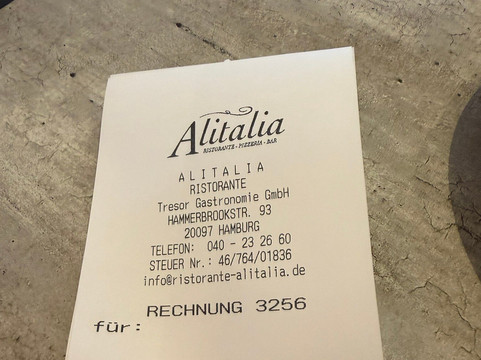 Alitalia
RISTORANTE · PIZZERIA · BAR
ALITALIA
RISTORANTE
Tresor Gastronomie GmbH
HAMMERBROOKSTR. 93
20097 HAMBURG
TELEFON: 040 - 23 26 60
STEUER Nr.: 46/764/01836
info@ristorante-alitalia.de
RECHNUNG 3256
für: